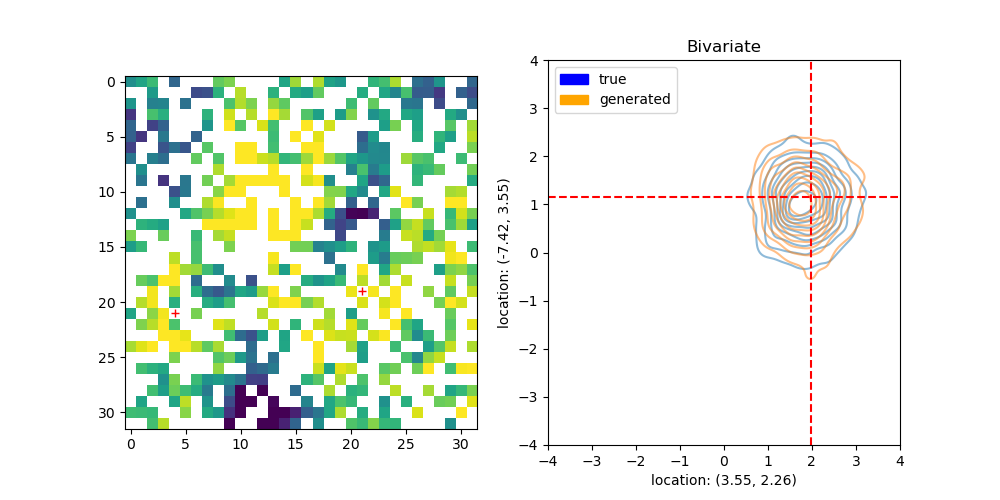 Bivariate
true
generated
0
5
10
15
20
25
30
0 5 10 15 20 25 30
4
3
2
1
0
−1
−2
−3
−4
−4 −3 −2 −1 0 1 2 3 4
location: (-7.42, 3.55)
location: (3.55, 2.26)